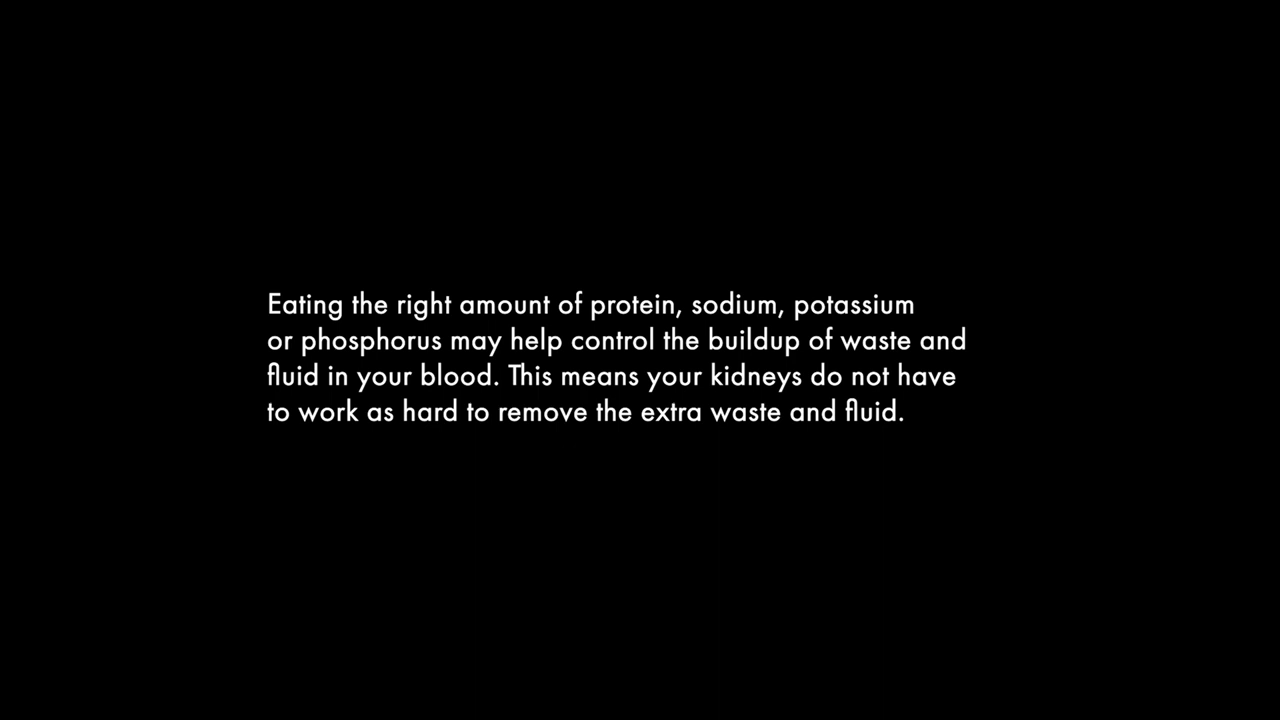 Eating the right amount of protein, sodium, potassium
or phosphorus may help control the buildup of waste and
fluid in your blood. This means your kidneys do not have
to work as hard to remove the extra waste and fluid.